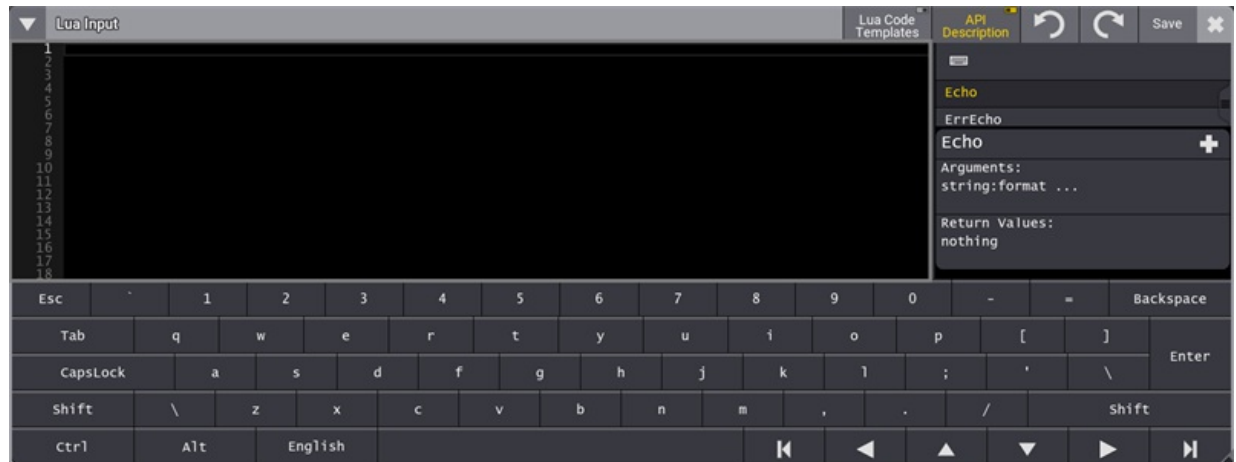 Lua Input
Lua Code
Templates
API
Description
Save
1
2
3
4
5
6
7
8
9
10
11
12
13
14
15
16
17
18
Echo
ErrEcho
Echo
Arguments:
string:format ...
Return Values:
nothing
Esc ` 1 2 3 4 5 6 7 8 9 0 - = Backspace
Tab q w e r t y u i o p [ ] Enter
CapsLock a s d f g h j k l ; ' \
Shift \ z x c v b n m , . / Shift
Ctrl Alt English